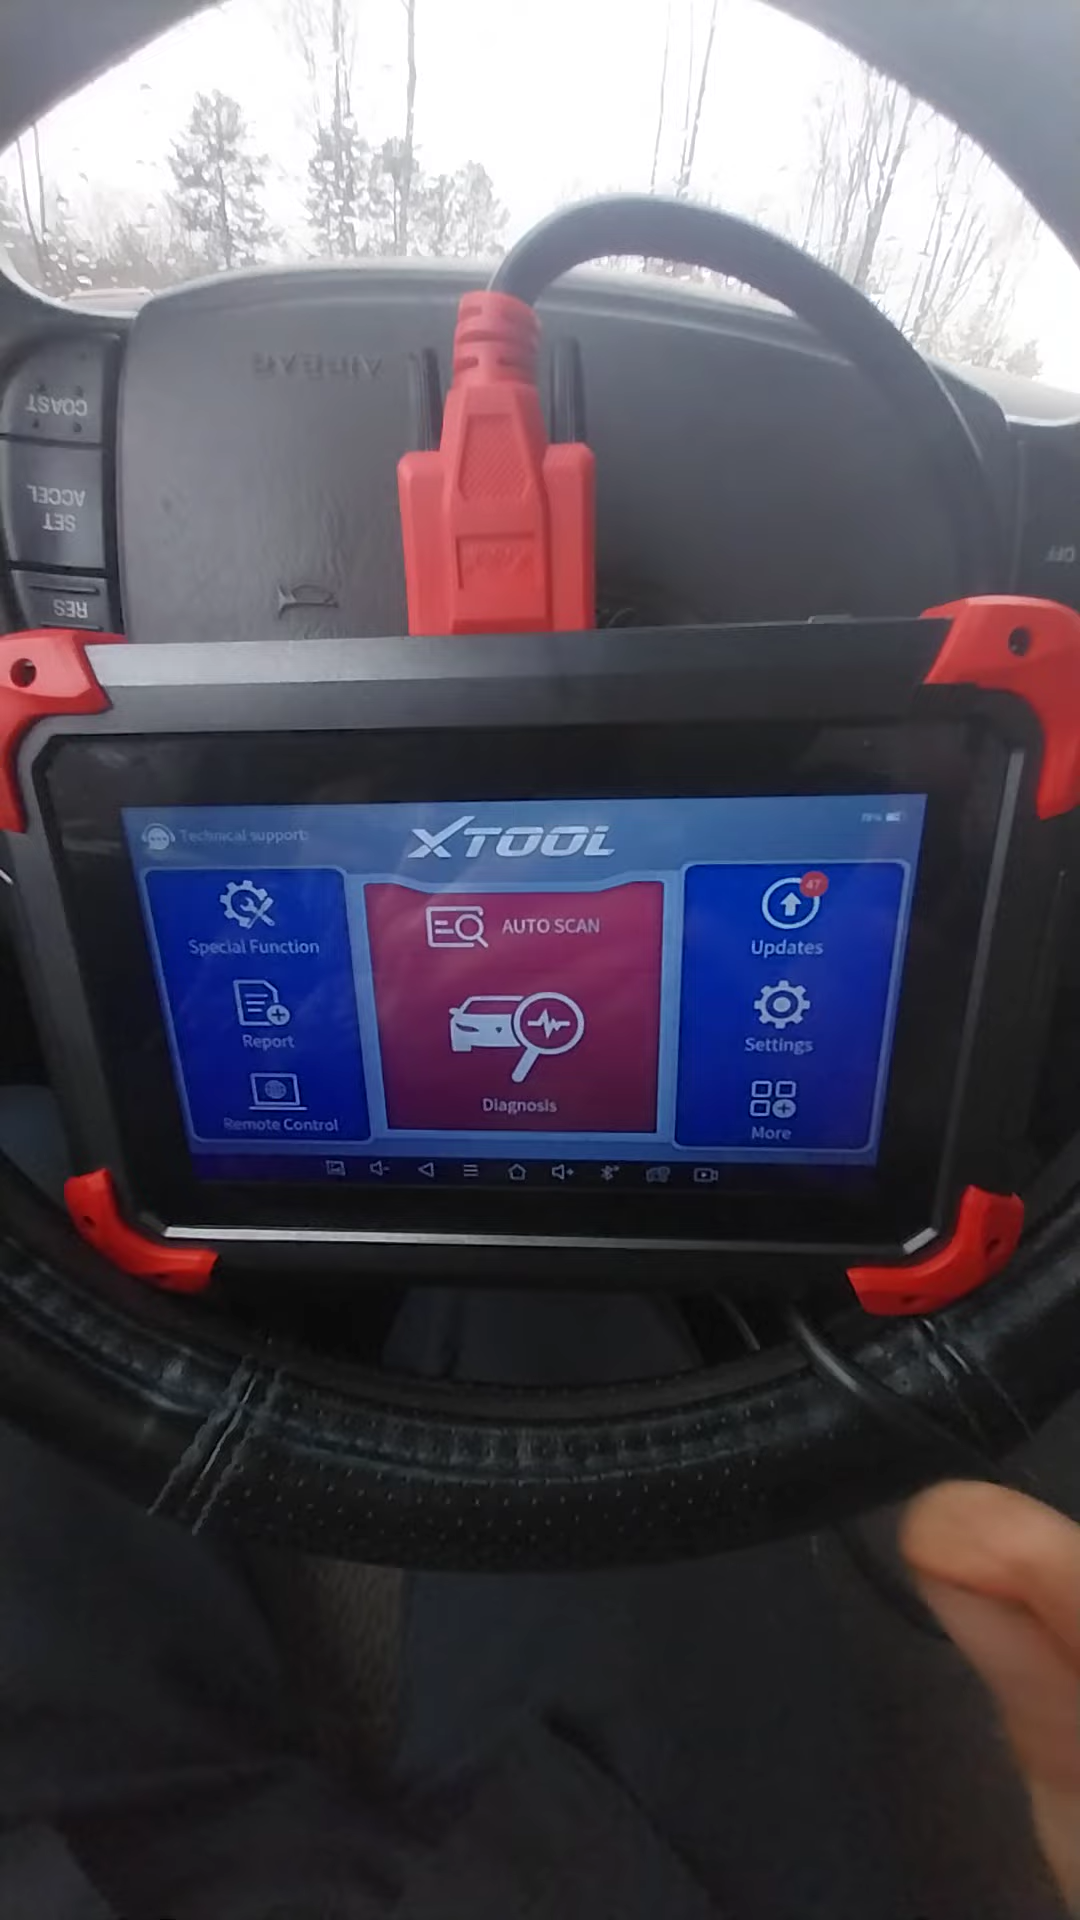 AIRBAG
COAST
SET
ACCEL
RES
OFF
Technical support:
XTOOL
47
Special Function
AUTO SCAN
Updates
Report
Settings
Diagnosis
Remote Control
More